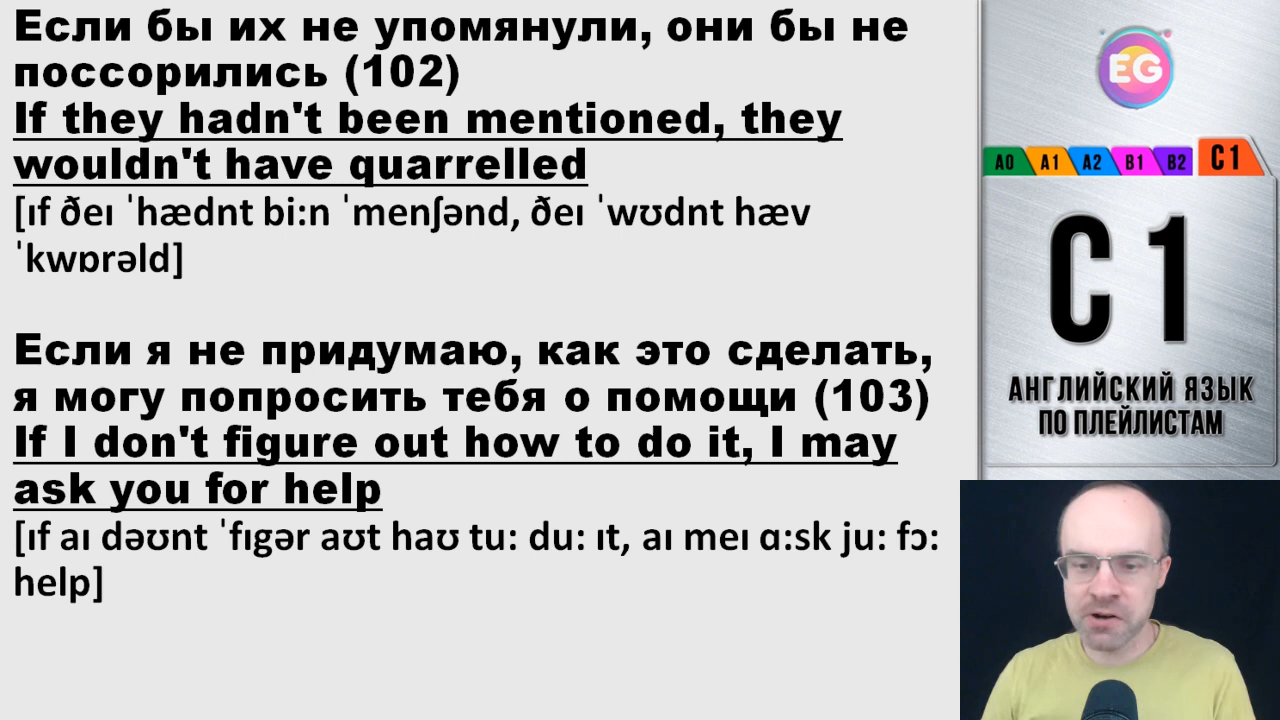 Если бы их не упомянули, они бы не
поссорились (102)
If they hadn't been mentioned, they
wouldn't have quarrelled
[ɪf ðeɪ ˈhædnt bi:n ˈmenʃənd, ðeɪ ˈwʊdnt hæv
ˈkwɒrəld]
Если я не придумаю, как это сделать,
я могу попросить тебя о помощи (103)
If I don't figure out how to do it, I may
ask you for help
[ɪf aɪ dəʊnt ˈfɪgər aʊt haʊ tu: du: ɪt, aɪ meɪ ɑ:sk ju: fɔ:
help]
EG
A0 A1 A2 B1 B2 C1
C1
АНГЛИЙСКИЙ ЯЗЫК
ПО ПЛЕЙЛИСТАМ